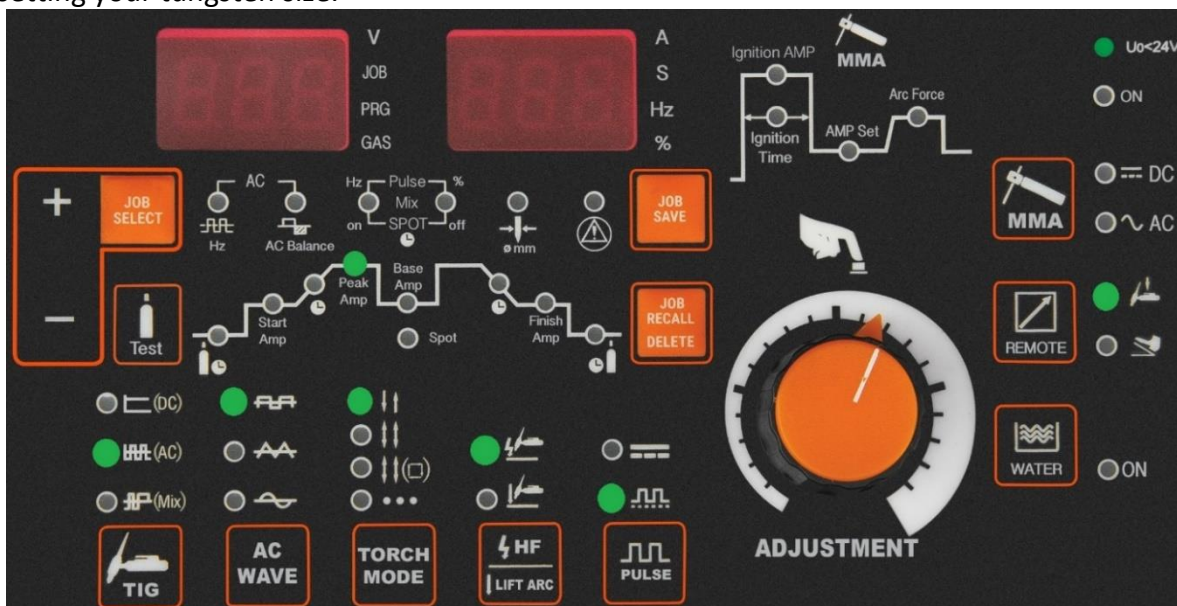 setting your tungsten size.
V
JOB
PRG
GAS
A
S
Hz
%
Ignition AMP
MMA
Ignition
Time
AMP Set
Arc Force
Uo<24V
ON
+
−
JOB
SELECT
Test
AC
Hz
AC Balance
Hz Pulse %
Mix
on SPOT off
ø mm
JOB
SAVE
JOB
RECALL
DELETE
Start
Amp
Peak
Amp
Base
Amp
Spot
Finish
Amp
MMA
DC
AC
REMOTE
WATER
ON
(DC)
(AC)
(Mix)
TIG
AC
WAVE
TORCH
MODE
HF
LIFT ARC
PULSE
ADJUSTMENT